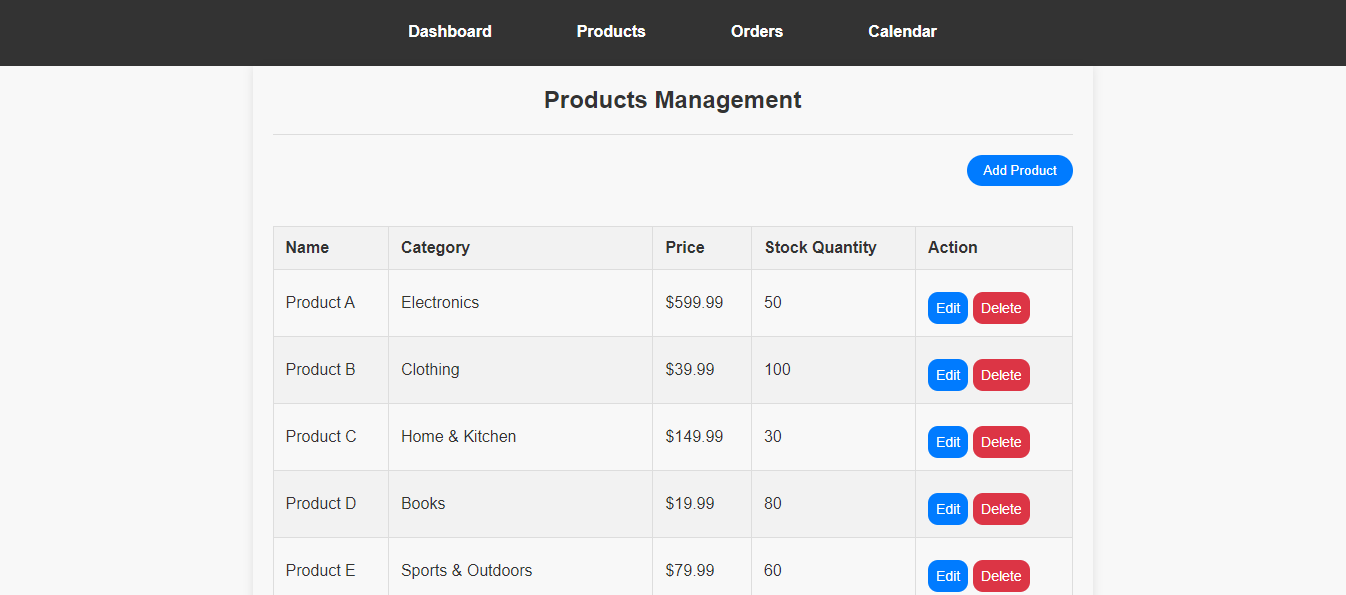 Dashboard Products Orders Calendar
Products Management
Add Product
Name Category Price Stock Quantity Action
Product A Electronics $599.99 50 Edit Delete
Product B Clothing $39.99 100 Edit Delete
Product C Home & Kitchen $149.99 30 Edit Delete
Product D Books $19.99 80 Edit Delete
Product E Sports & Outdoors $79.99 60 Edit Delete